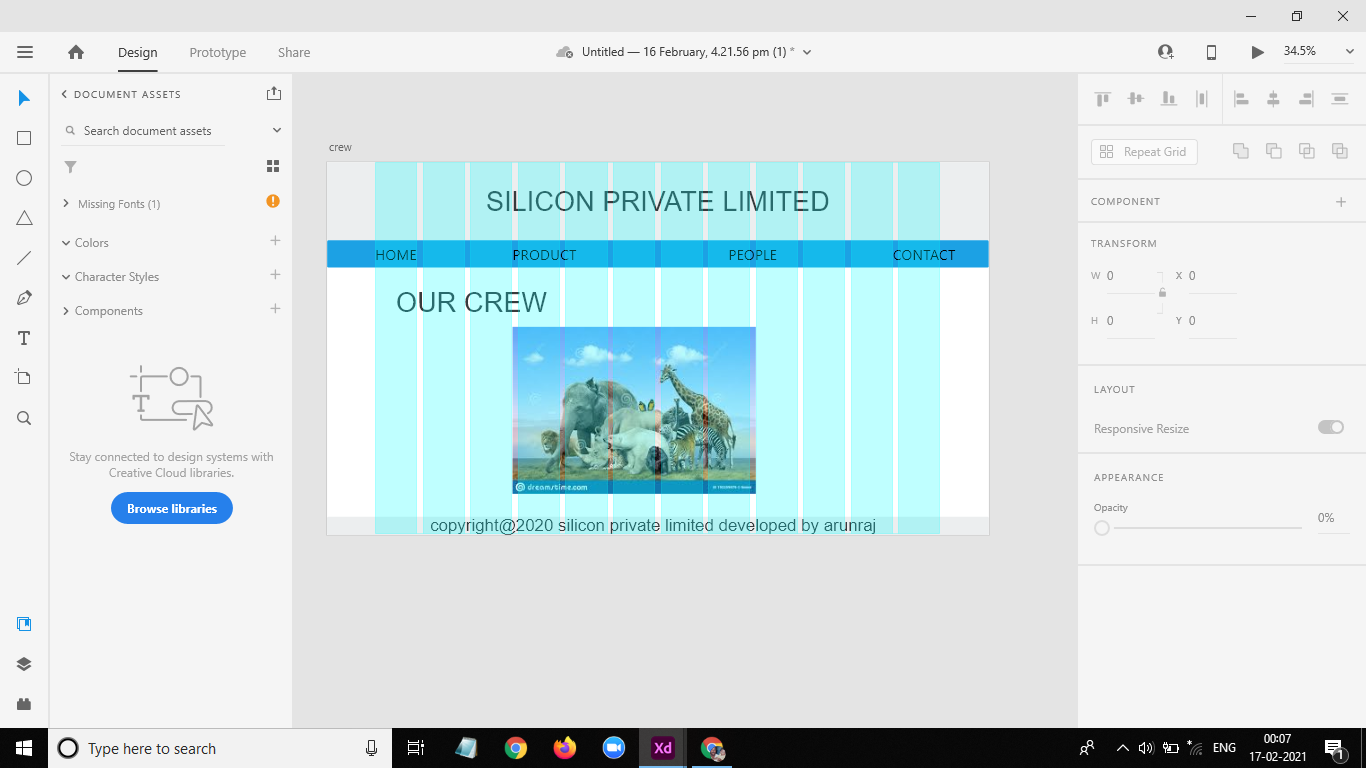 Design Prototype Share
Untitled — 16 February, 4.21.56 pm (1) *
34.5%
DOCUMENT ASSETS
Search document assets
Missing Fonts (1)
Colors
Character Styles
Components
Stay connected to design systems with
Creative Cloud libraries.
Browse libraries
crew
SILICON PRIVATE LIMITED
HOME PRODUCT PEOPLE CONTACT
OUR CREW
dreamstime.com
copyright@2020 silicon private limited developed by arunraj
Repeat Grid
COMPONENT
TRANSFORM
W 0 X 0
H 0 Y 0
LAYOUT
Responsive Resize
APPEARANCE
Opacity
0%
Type here to search
Xd
ENG
00:07
17-02-2021
1